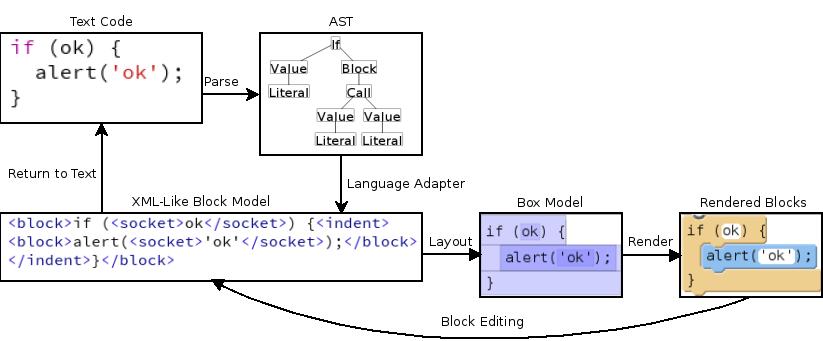 Text Code
if (ok) {
alert('ok');
}
Parse
AST
If
Value Block
Literal Call
Value Value
Literal Literal
Return to Text
Language Adapter
XML-Like Block Model
<block>if (<socket>ok</socket>) {<indent>
<block>alert(<socket>'ok'</socket>);</block>
</indent>}</block>
Layout
Box Model
if (ok) {
alert('ok');
}
Render
Rendered Blocks
if (ok) {
alert('ok');
}
Block Editing